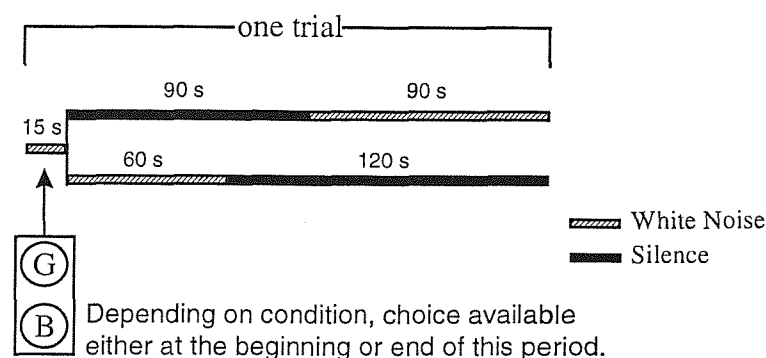 one trial
90 s
90 s
15 s
60 s
120 s
White Noise
Silence
G
B
Depending on condition, choice available
either at the beginning or end of this period.